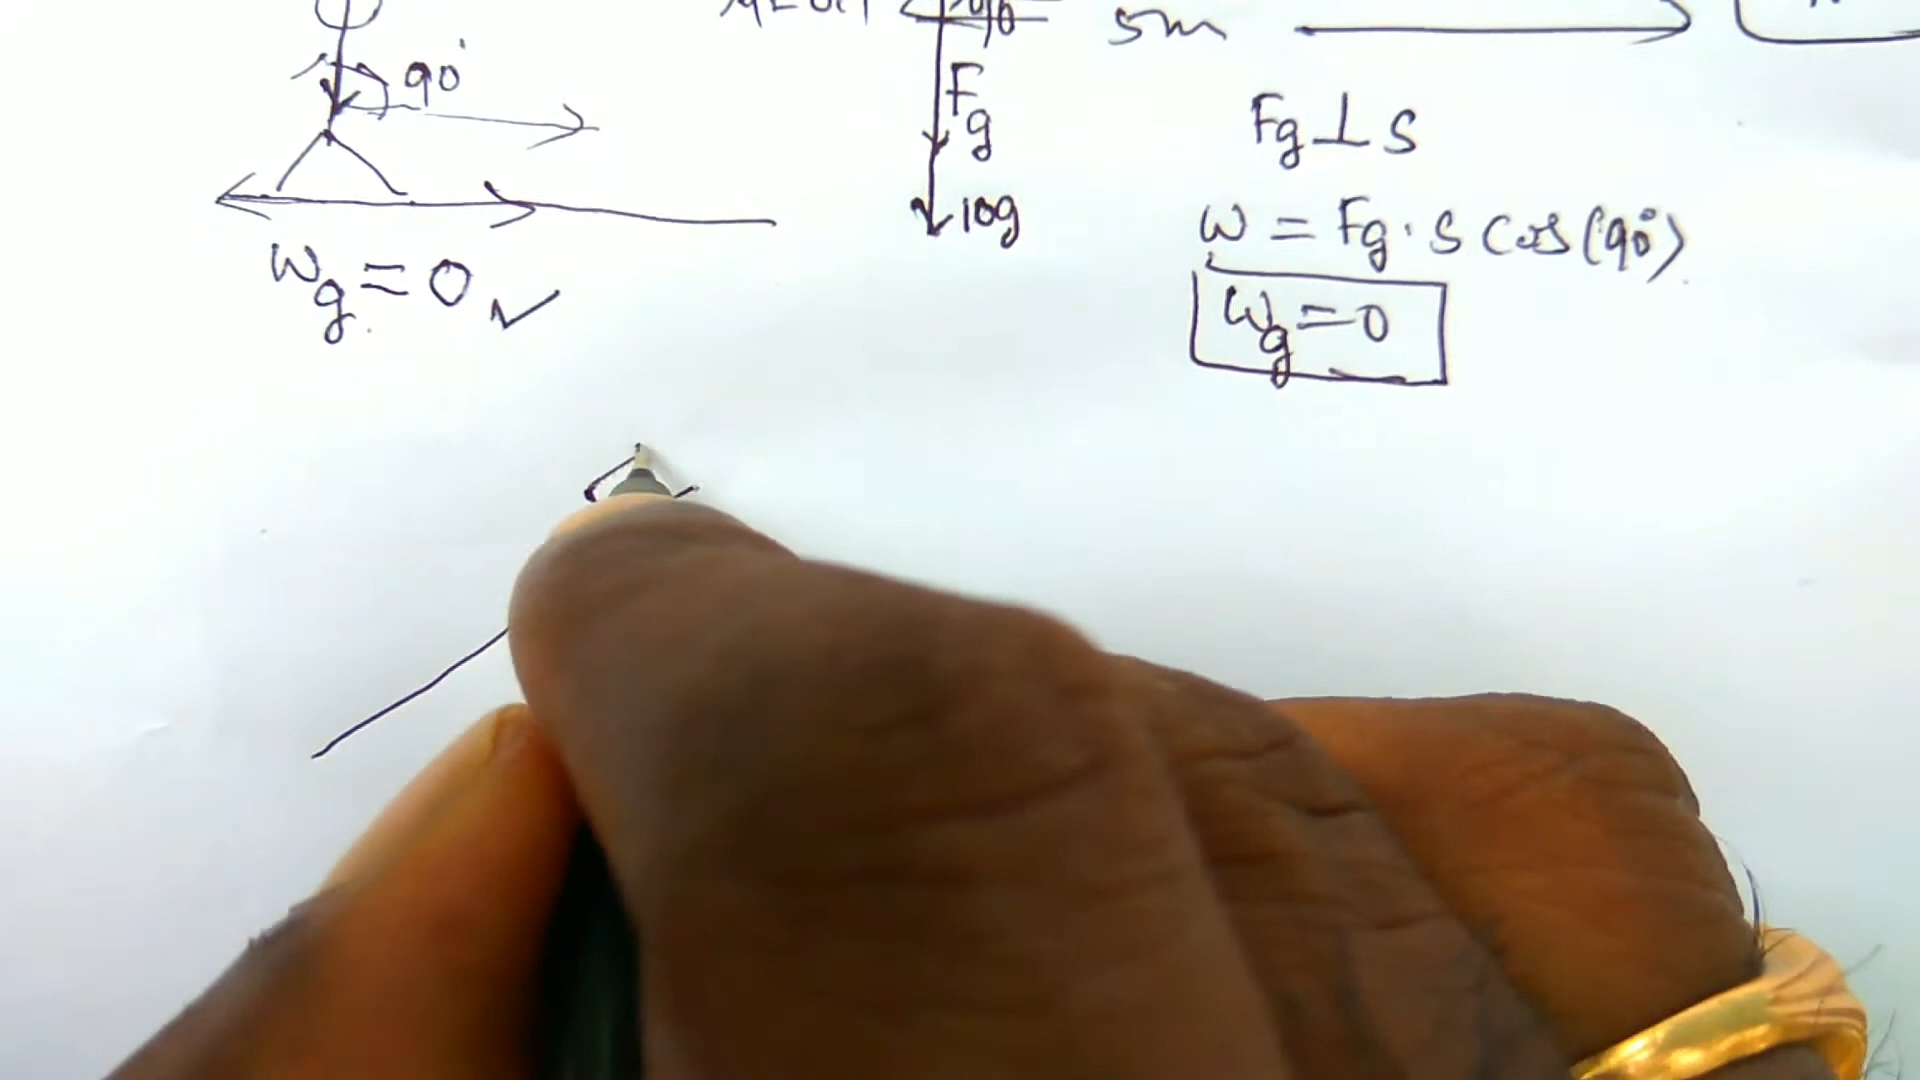 5m
90°
Fg
Fg ⊥ S
10g
W = Fg · S Cos(90°)
Wg = 0 ✓
Wg = 0